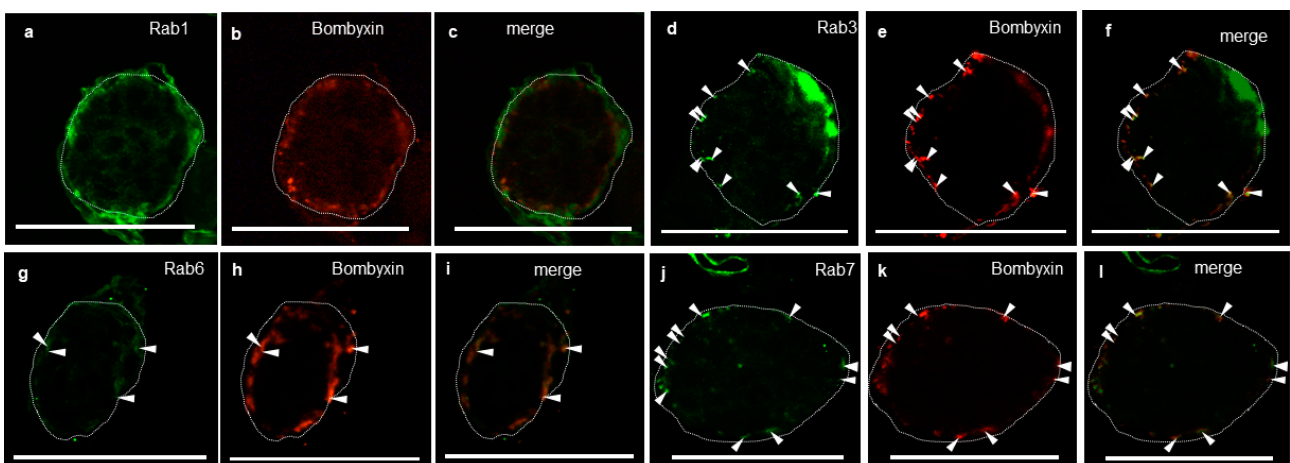 a Rab1
b Bombyxin
c merge
d Rab3
e Bombyxin
f merge
g Rab6
h Bombyxin
i merge
j Rab7
k Bombyxin
l merge